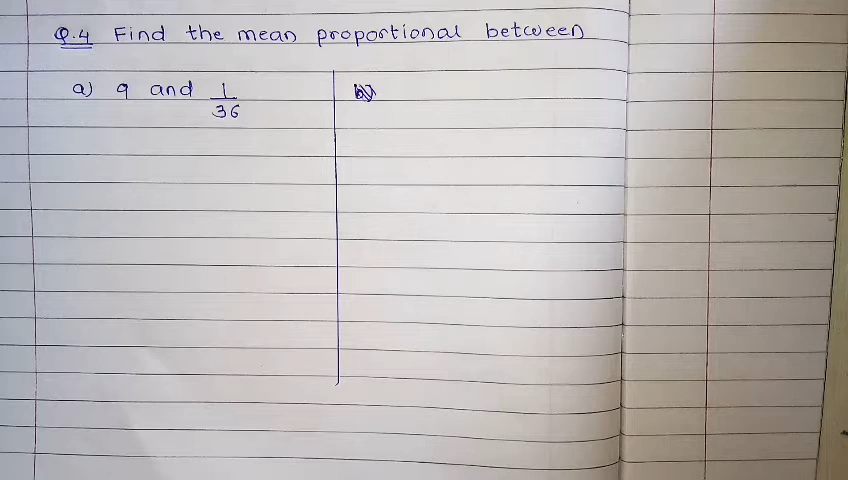 Q.4 Find the mean proportional between
a) 9 and 1/36